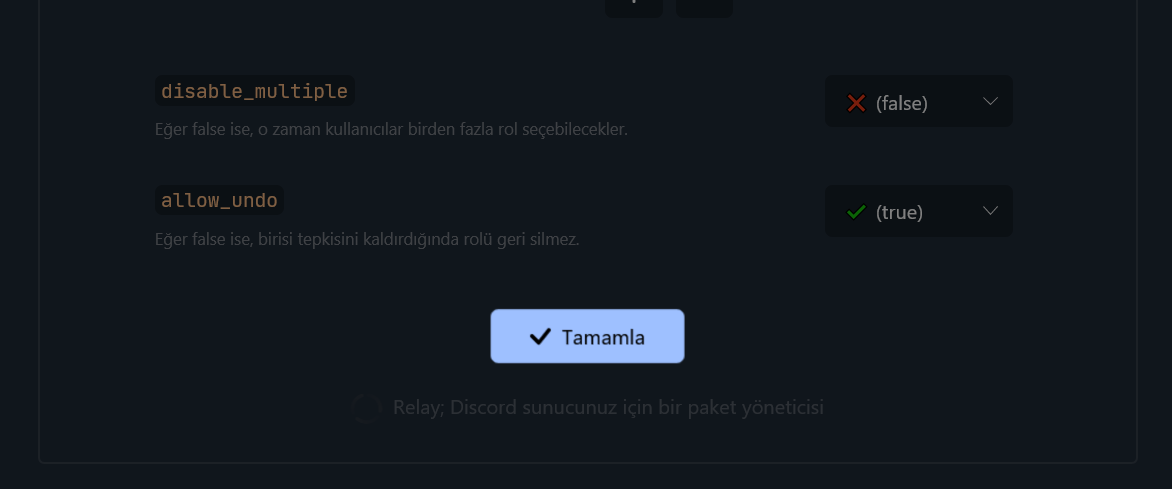 disable_multiple
(false)
Eğer false ise, o zaman kullanıcılar birden fazla rol seçebilecekler.
allow_undo
(true)
Eğer false ise, birisi tepkisini kaldırdığında rolü geri silmez.
Tamamla
Relay; Discord sunucunuz için bir paket yöneticisi